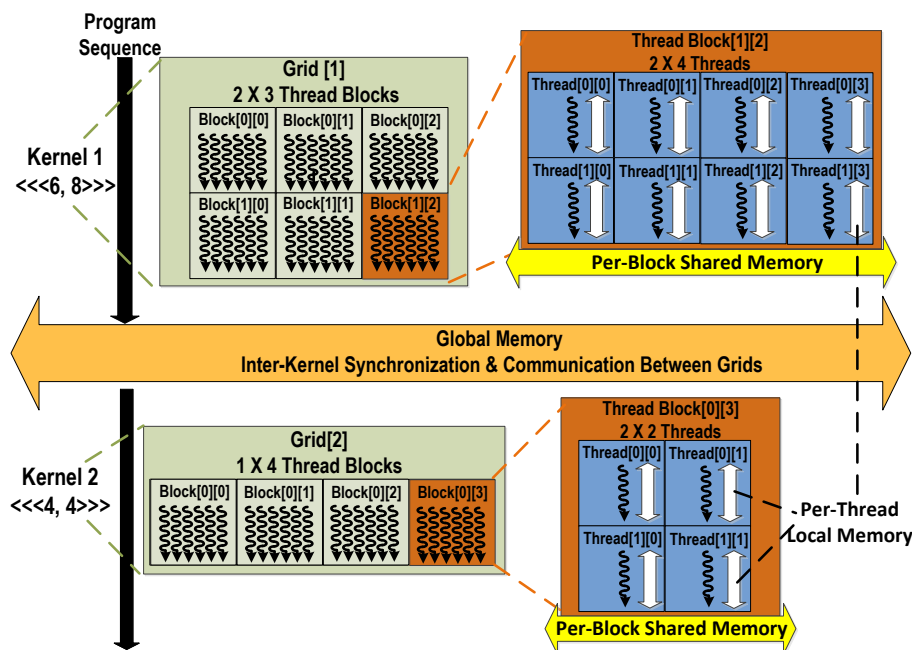 Program
Sequence
Grid [1]
2 X 3 Thread Blocks
Block[0][0] Block[0][1] Block[0][2]
Block[1][0] Block[1][1] Block[1][2]
Kernel 1
<<<6, 8>>>
Thread Block[1][2]
2 X 4 Threads
Thread[0][0] Thread[0][1] Thread[0][2] Thread[0][3]
Thread[1][0] Thread[1][1] Thread[1][2] Thread[1][3]
Per-Block Shared Memory
Global Memory
Inter-Kernel Synchronization & Communication Between Grids
Kernel 2
<<<4, 4>>>
Grid[2]
1 X 4 Thread Blocks
Block[0][0] Block[0][1] Block[0][2] Block[0][3]
Thread Block[0][3]
2 X 2 Threads
Thread[0][0] Thread[0][1]
Thread[1][0] Thread[1][1]
Per-Block Shared Memory
Per-Thread
Local Memory